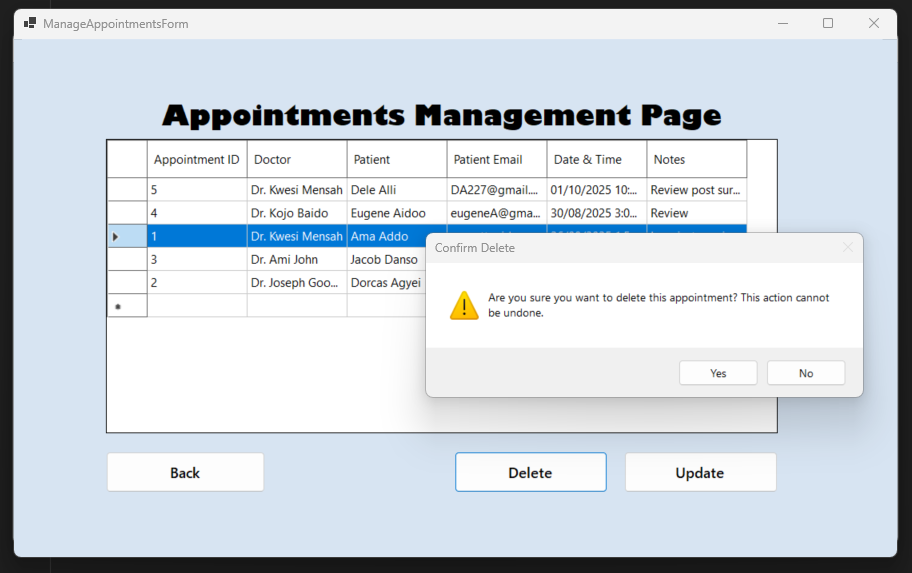 ManageAppointmentsForm
Appointments Management Page
Appointment ID Doctor Patient Patient Email Date & Time Notes
5 Dr. Kwesi Mensah Dele Alli DA227@gmail.... 01/10/2025 10:... Review post sur...
4 Dr. Kojo Baido Eugene Aidoo eugeneA@gma... 30/08/2025 3:0... Review
1 Dr. Kwesi Mensah Ama Addo
3 Dr. Ami John Jacob Danso
2 Dr. Joseph Goo... Dorcas Agyei
Confirm Delete
Are you sure you want to delete this appointment? This action cannot
be undone.
Yes No
Back Delete Update